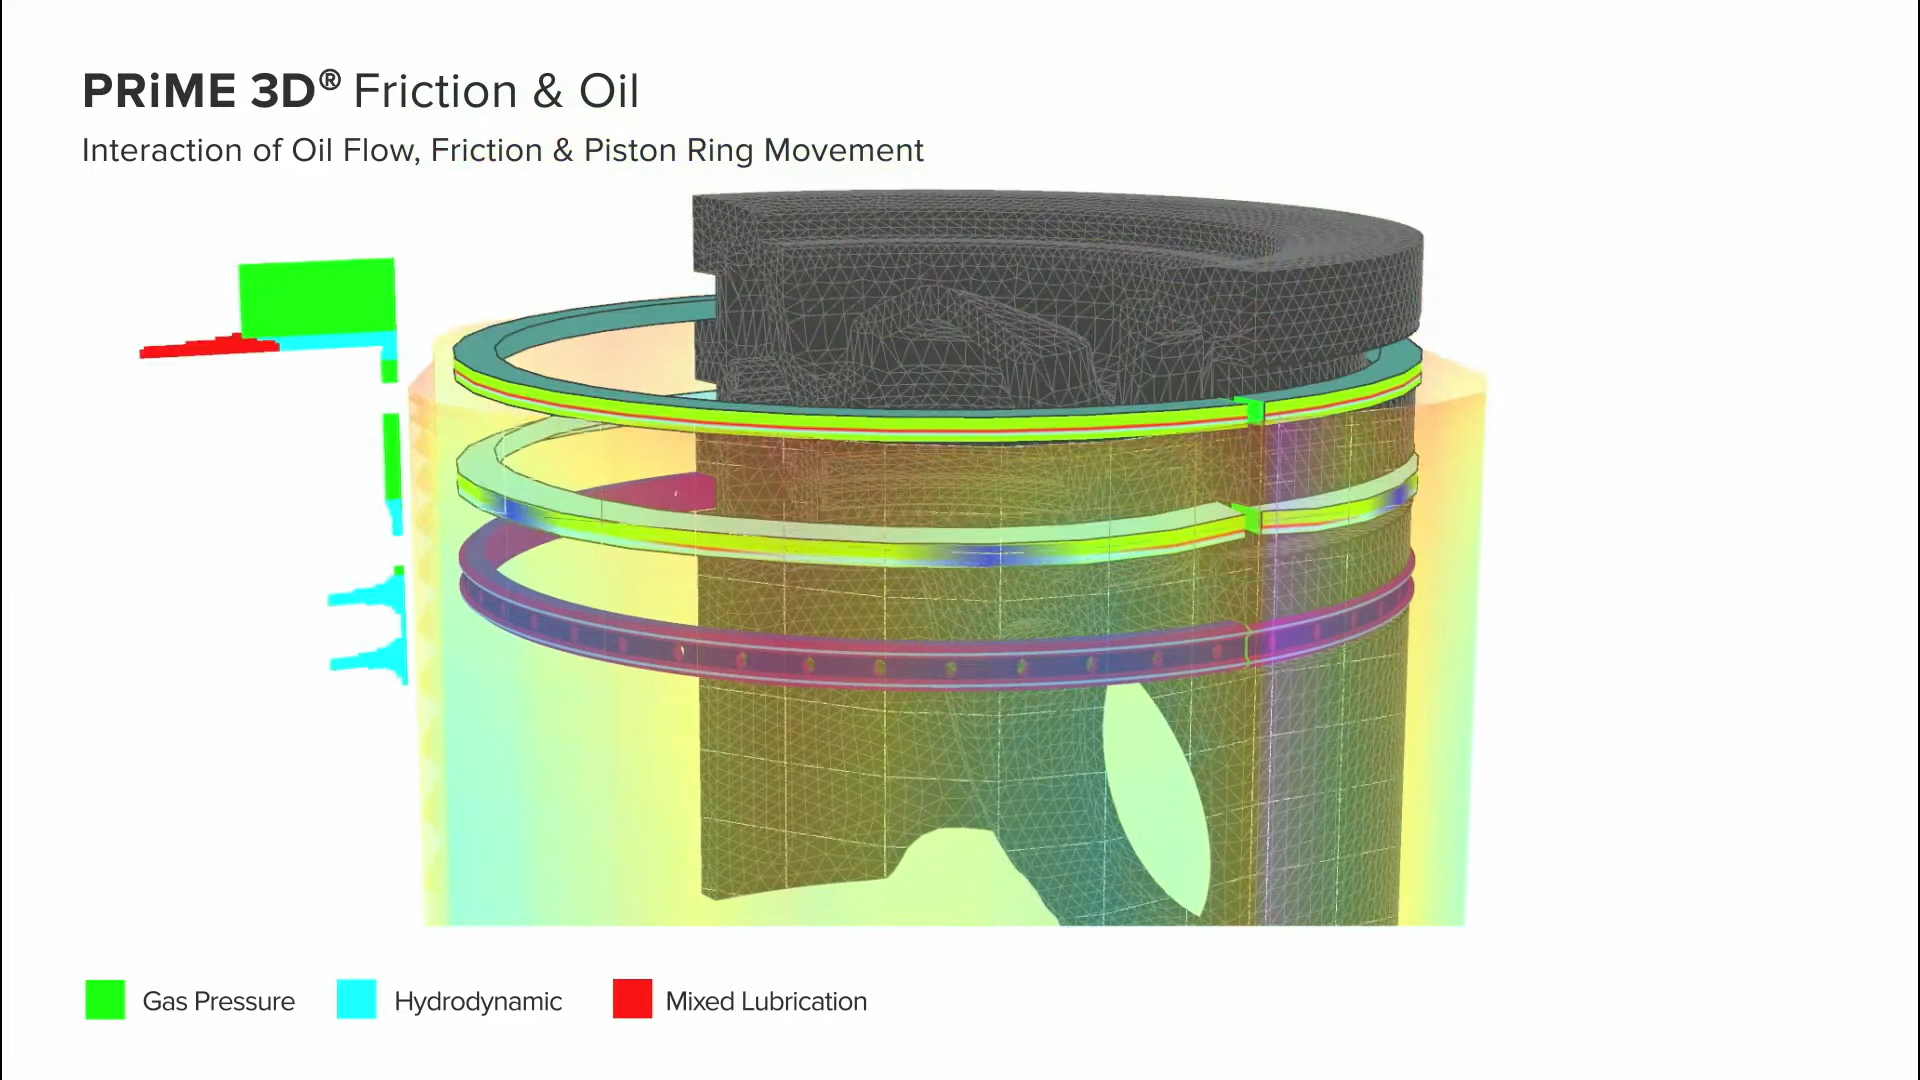 PRiME 3D® Friction & Oil
Interaction of Oil Flow, Friction & Piston Ring Movement
Gas Pressure
Hydrodynamic
Mixed Lubrication